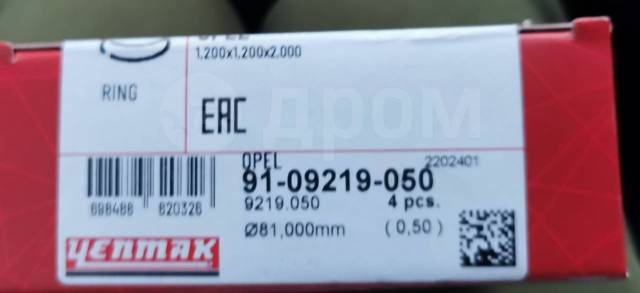 OPEL
1,200x1,200x2,000
RING
EAC
дром
OPEL
2202401
91-09219-050
9219.050 4 pcs.
Ø81,000mm (0,50)
698488 820326
YENMAK